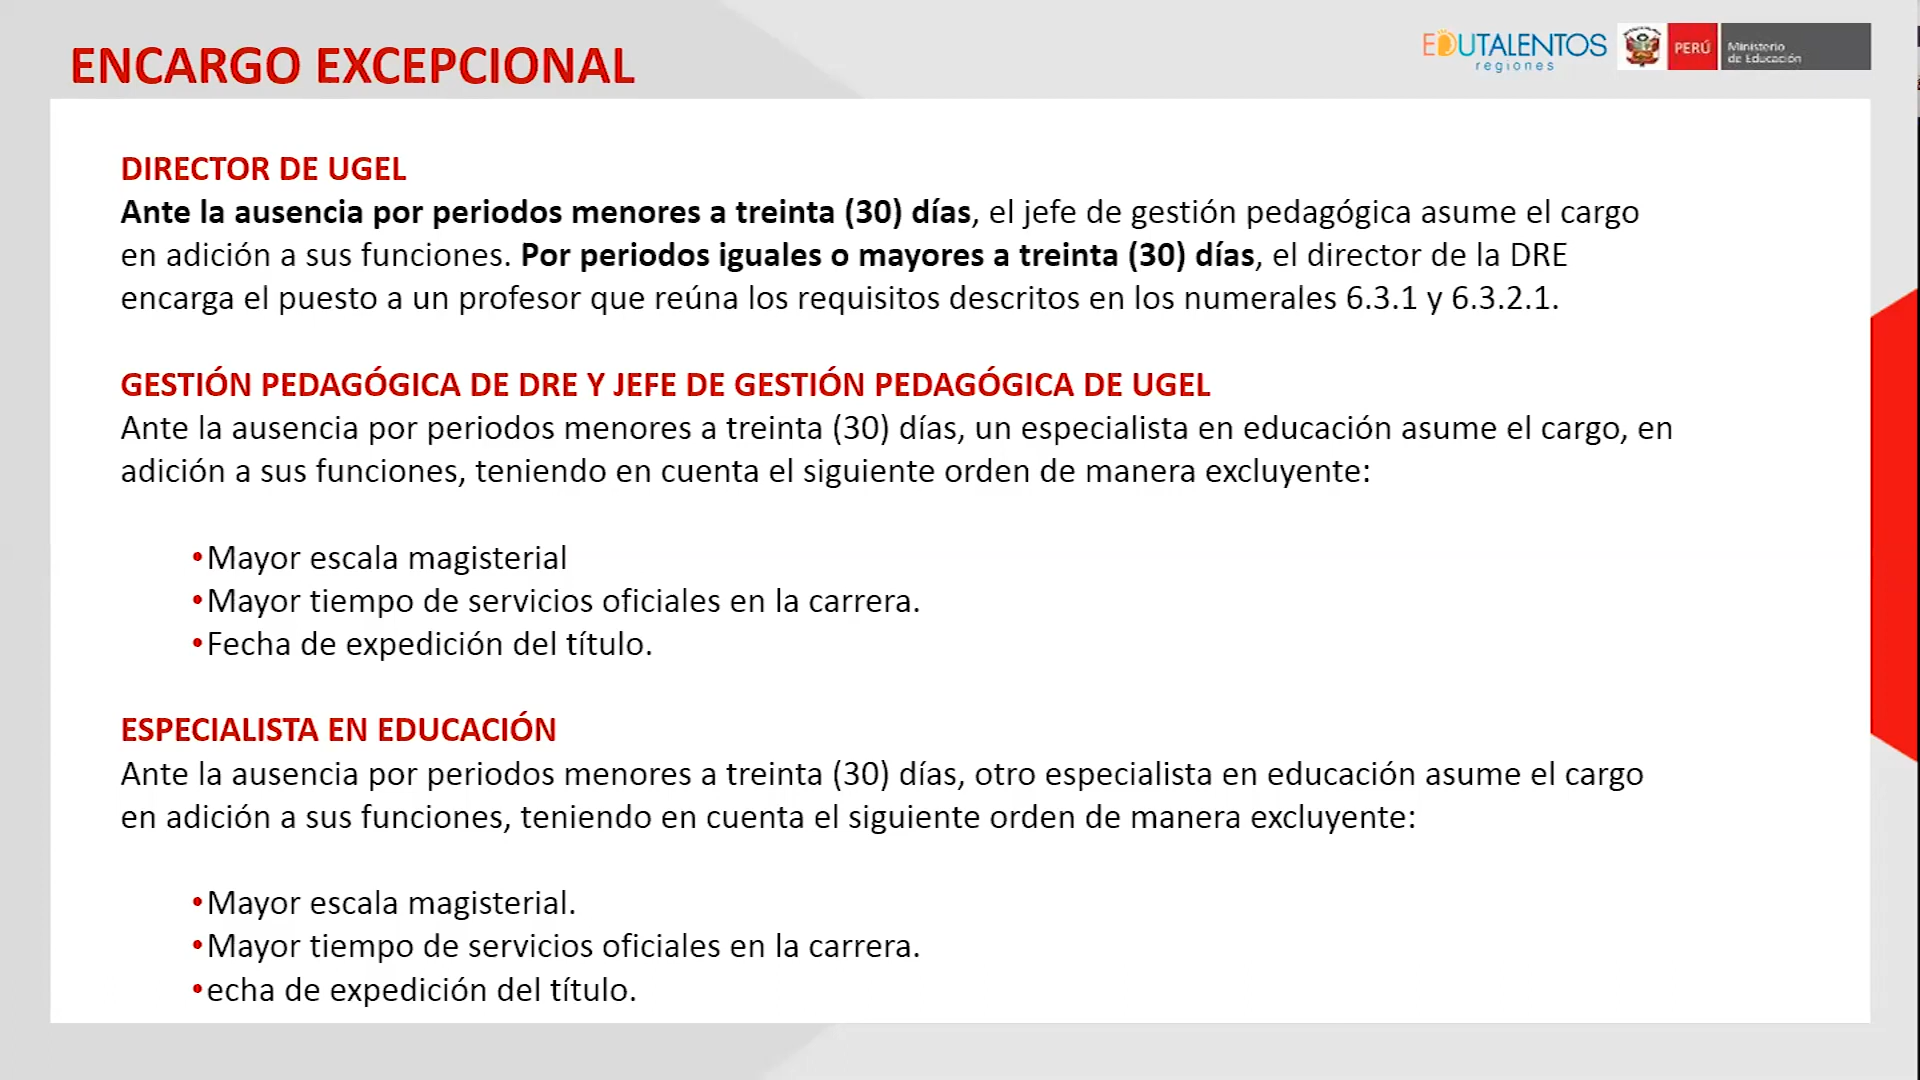 ENCARGO EXCEPCIONAL
EDUTALENTOS
regiones
PERÚ
Ministerio
de Educación
DIRECTOR DE UGEL
Ante la ausencia por periodos menores a treinta (30) días, el jefe de gestión pedagógica asume el cargo
en adición a sus funciones. Por periodos iguales o mayores a treinta (30) días, el director de la DRE
encarga el puesto a un profesor que reúna los requisitos descritos en los numerales 6.3.1 y 6.3.2.1.
GESTIÓN PEDAGÓGICA DE DRE Y JEFE DE GESTIÓN PEDAGÓGICA DE UGEL
Ante la ausencia por periodos menores a treinta (30) días, un especialista en educación asume el cargo, en
adición a sus funciones, teniendo en cuenta el siguiente orden de manera excluyente:
•Mayor escala magisterial
•Mayor tiempo de servicios oficiales en la carrera.
•Fecha de expedición del título.
ESPECIALISTA EN EDUCACIÓN
Ante la ausencia por periodos menores a treinta (30) días, otro especialista en educación asume el cargo
en adición a sus funciones, teniendo en cuenta el siguiente orden de manera excluyente:
•Mayor escala magisterial.
•Mayor tiempo de servicios oficiales en la carrera.
•echa de expedición del título.